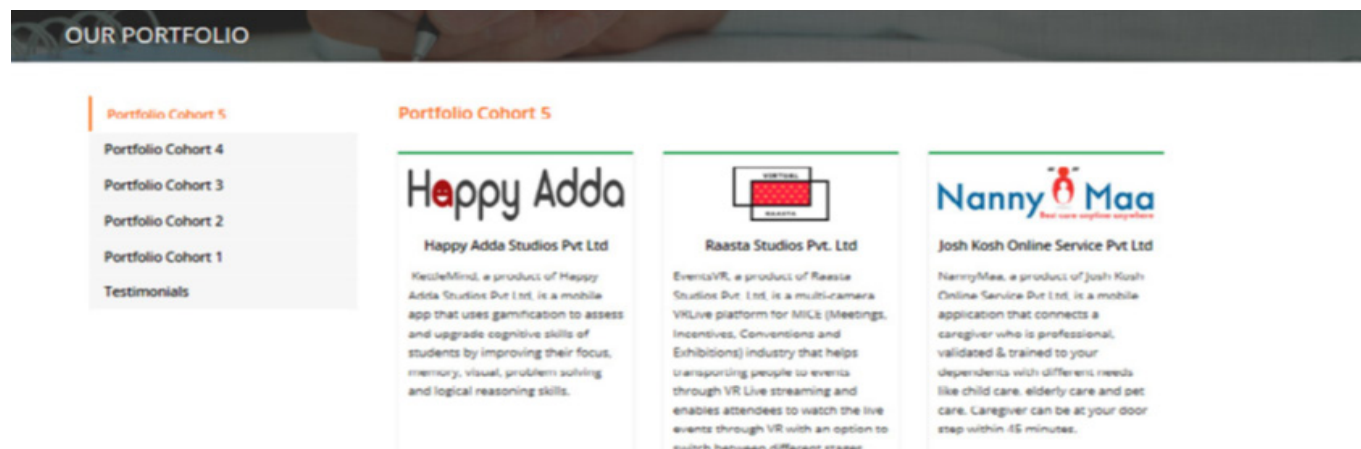 OUR PORTFOLIO
Portfolio Cohort 5
Portfolio Cohort 4
Portfolio Cohort 3
Portfolio Cohort 2
Portfolio Cohort 1
Testimonials
Portfolio Cohort 5
Happy Adda
Happy Adda Studios Pvt Ltd
KettleMind, a product of Happy
Adda Studios Pvt Ltd, is a mobile
app that uses gamification to assess
and upgrade cognitive skills of
students by improving their focus,
memory, visual, problem solving
and logical reasoning skills.
VIRTUAL
RAASTA
Raasta Studios Pvt. Ltd
EventsVR, a product of Raasta
Studios Pvt. Ltd, is a multi-camera
VRLive platform for MICE (Meetings,
Incentives, Conventions and
Exhibitions) industry that helps
transporting people to events
through VR Live streaming and
enables attendees to watch the live
events through VR with an option to
switch between different stages
Nanny Maa
Best care anytime anywhere
Josh Kosh Online Service Pvt Ltd
NannyMaa, a product of Josh Kosh
Online Service Pvt Ltd, is a mobile
application that connects a
caregiver who is professional,
validated & trained to your
dependents with different needs
like child care, elderly care and pet
care. Caregiver can be at your door
step within 45 minutes.